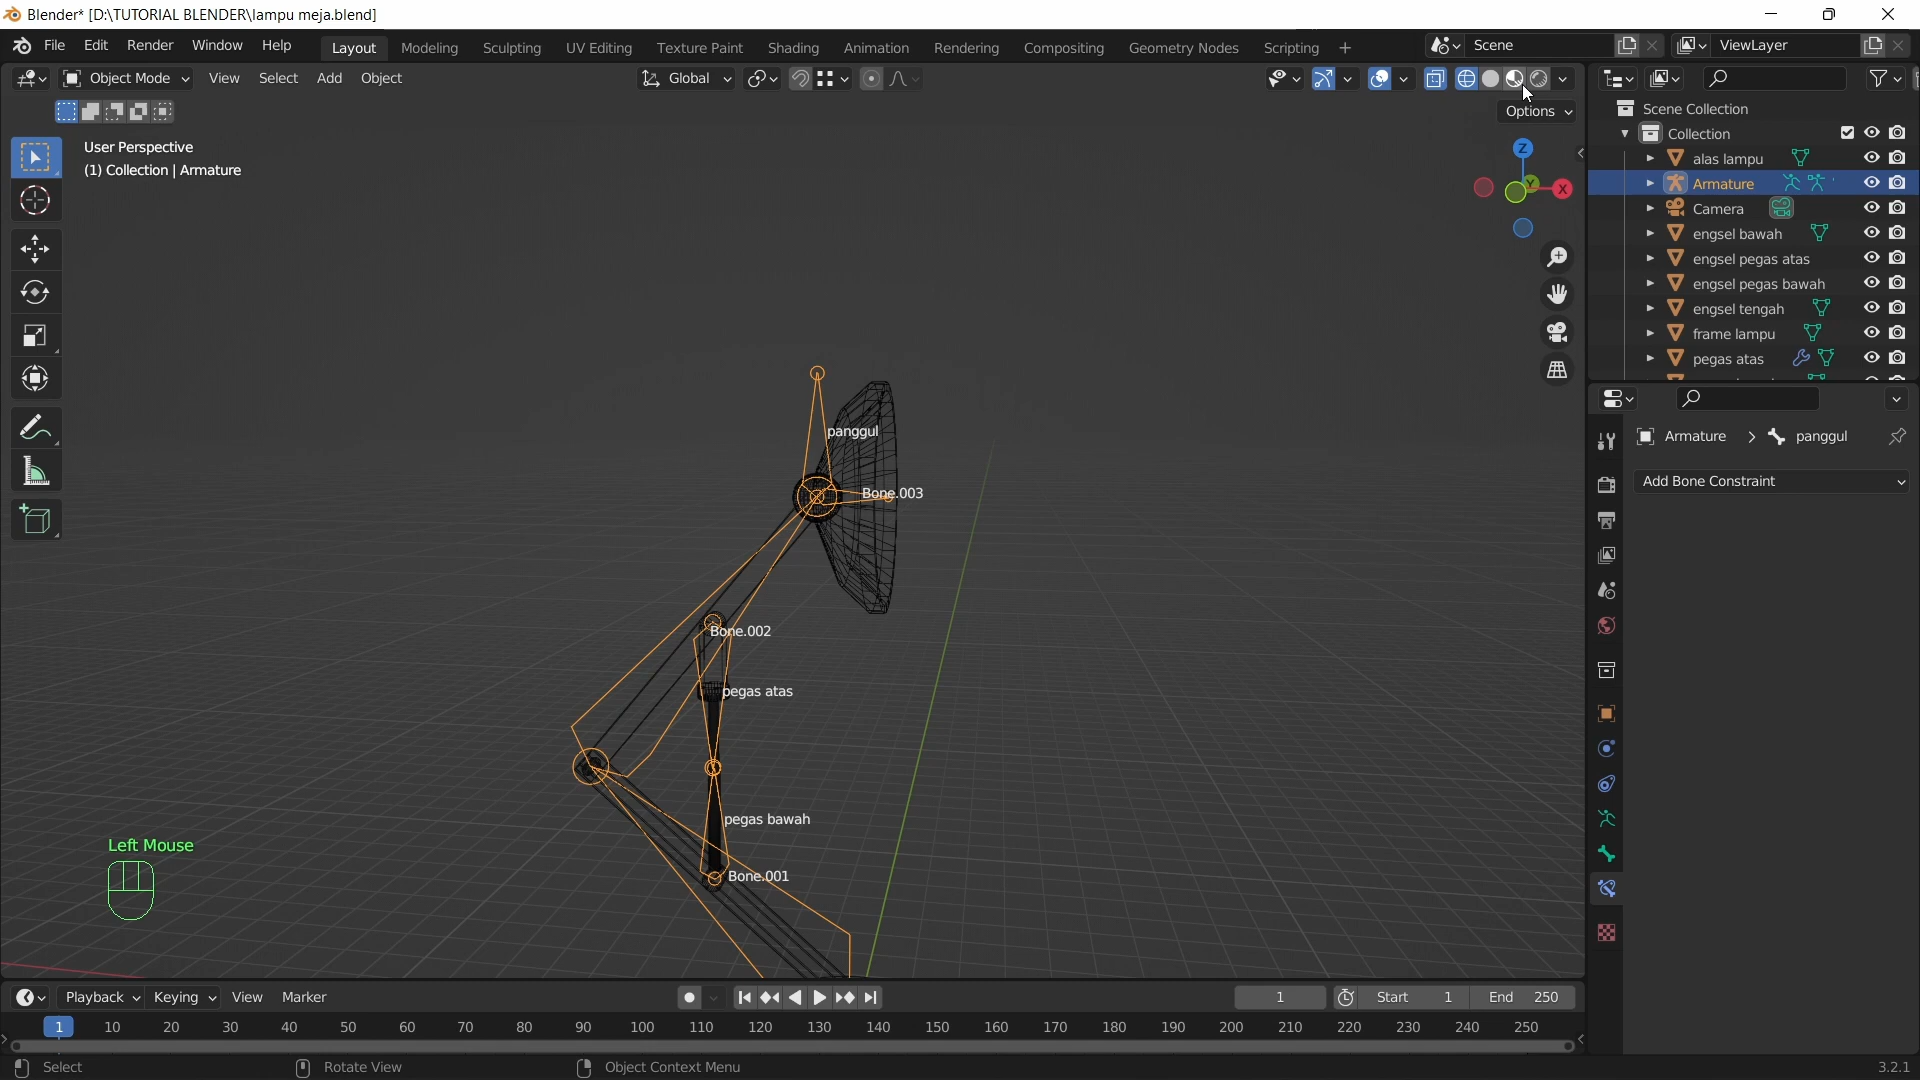 Blender* [D:\TUTORIAL BLENDER\lampu meja.blend]
File Edit Render Window Help Layout Modeling Sculpting UV Editing Texture Paint Shading Animation Rendering Compositing Geometry Nodes Scripting + Scene ViewLayer
Object Mode View Select Add Object Global
Options
User Perspective
(1) Collection | Armature
Z
Y
X
Scene Collection
Collection
alas lampu
Armature
Camera
engsel bawah
engsel pegas atas
engsel pegas bawah
engsel tengah
frame lampu
pegas atas
Armature > panggul
Add Bone Constraint
panggul
Bone.003
Bone.002
pegas atas
pegas bawah
Bone.001
Left Mouse
Playback Keying View Marker 1 Start 1 End 250
1 10 20 30 40 50 60 70 80 90 100 110 120 130 140 150 160 170 180 190 200 210 220 230 240 250
Select Rotate View Object Context Menu 3.2.1